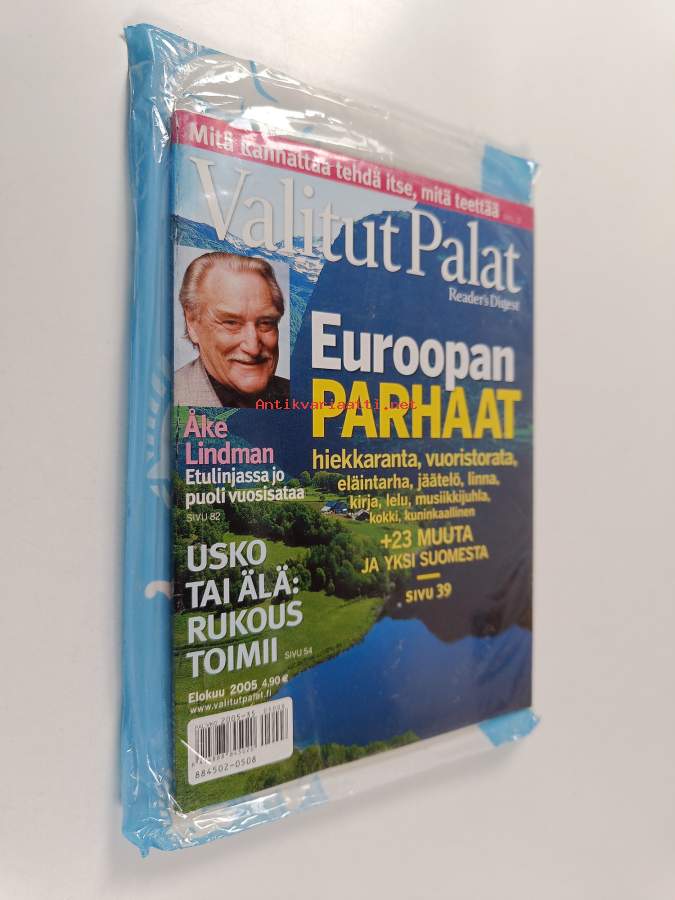 Mitä kannattaa tehdä itse, mitä teettää
Valitut Palat
Reader's Digest
Euroopan
PARHAAT
Antikvariaatti.net
hiekkaranta, vuoristorata,
eläintarha, jäätelö, linna,
kirja, lelu, musiikkijuhla,
kokki, kuninkaallinen
+23 MUUTA
JA YKSI SUOMESTA
SIVU 39
Åke
Lindman
Etulinjassa jo
puoli vuosisataa
SIVU 82
USKO
TAI ÄLÄ:
RUKOUS
TOIMII SIVU 54
Elokuu 2005 4,90 €
www.valitutpalat.fi
884502-0508